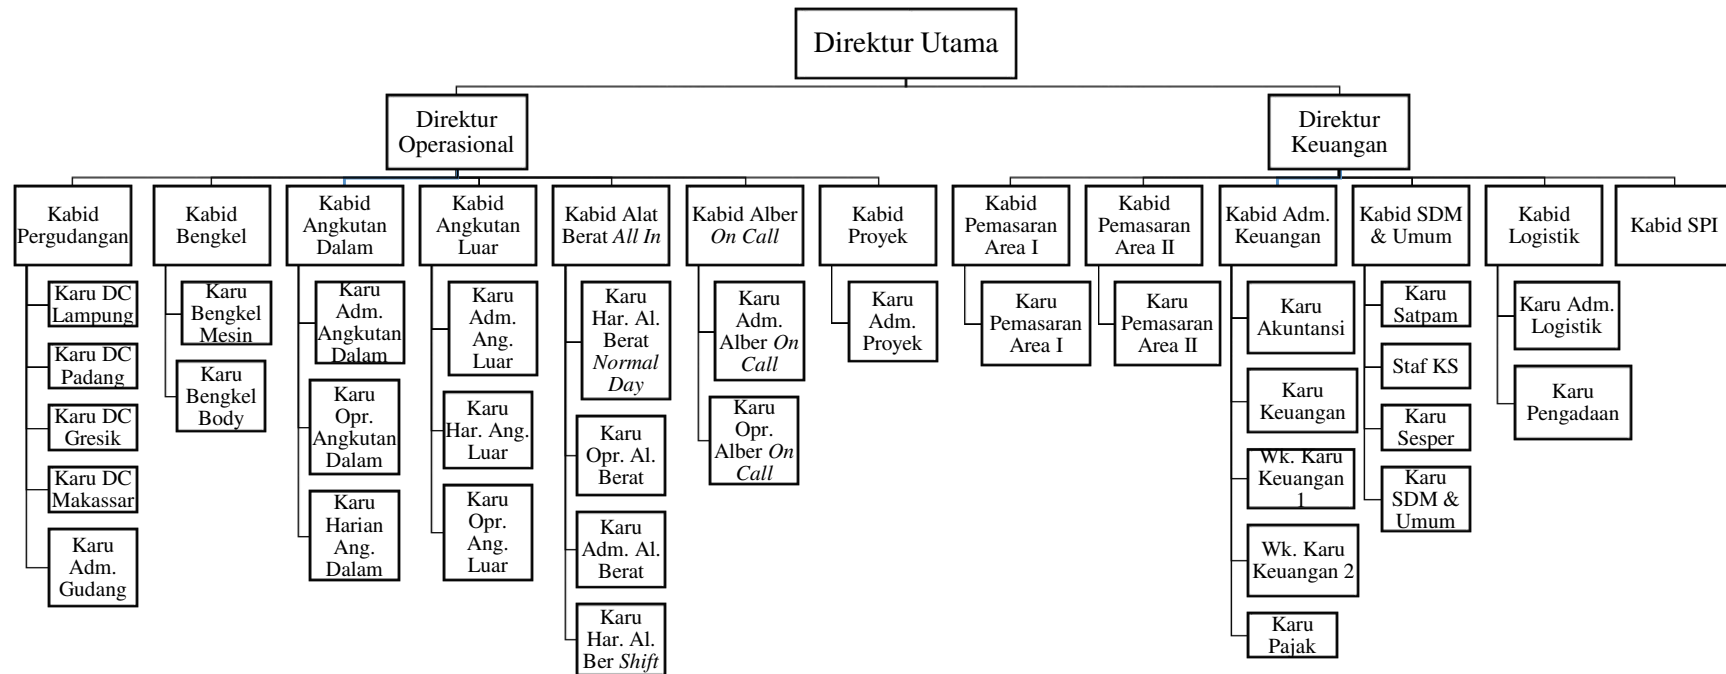 Direktur Utama
Direktur
Operasional
Direktur
Keuangan
Kabid
Pergudangan
Kabid
Bengkel
Kabid
Angkutan
Dalam
Kabid
Angkutan
Luar
Kabid Alat
Berat All In
Kabid Alber
On Call
Kabid
Proyek
Kabid
Pemasaran
Area I
Kabid
Pemasaran
Area II
Kabid Adm.
Keuangan
Kabid SDM
& Umum
Kabid
Logistik
Kabid SPI
Karu DC
Lampung
Karu DC
Padang
Karu DC
Gresik
Karu DC
Makassar
Karu
Adm.
Gudang
Karu
Bengkel
Mesin
Karu
Bengkel
Body
Karu
Adm.
Angkutan
Dalam
Karu
Opr.
Angkutan
Dalam
Karu
Harian
Ang.
Dalam
Karu
Adm.
Ang.
Luar
Karu
Har. Ang.
Luar
Karu
Opr.
Ang.
Luar
Karu
Har. Al.
Berat
Normal
Day
Karu
Opr. Al.
Berat
Karu
Adm. Al.
Berat
Karu
Har. Al.
Ber Shift
Karu
Adm.
Alber On
Call
Karu
Opr.
Alber On
Call
Karu
Adm.
Proyek
Karu
Pemasaran
Area I
Karu
Pemasaran
Area II
Karu
Akuntansi
Karu
Keuangan
Wk. Karu
Keuangan
1
Wk. Karu
Keuangan 2
Karu
Pajak
Karu
Satpam
Staf KS
Karu
Sesper
Karu
SDM &
Umum
Karu Adm.
Logistik
Karu
Pengadaan